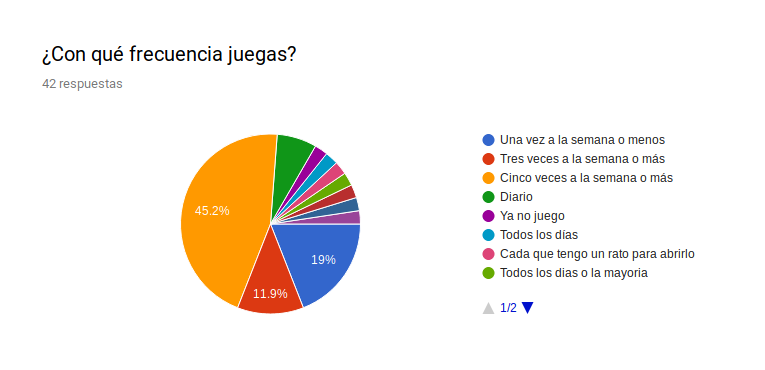 ¿Con qué frecuencia juegas?
42 respuestas
45.2%
19%
11.9%
Una vez a la semana o menos
Tres veces a la semana o más
Cinco veces a la semana o más
Diario
Ya no juego
Todos los días
Cada que tengo un rato para abrirlo
Todos los dias o la mayoria
1/2